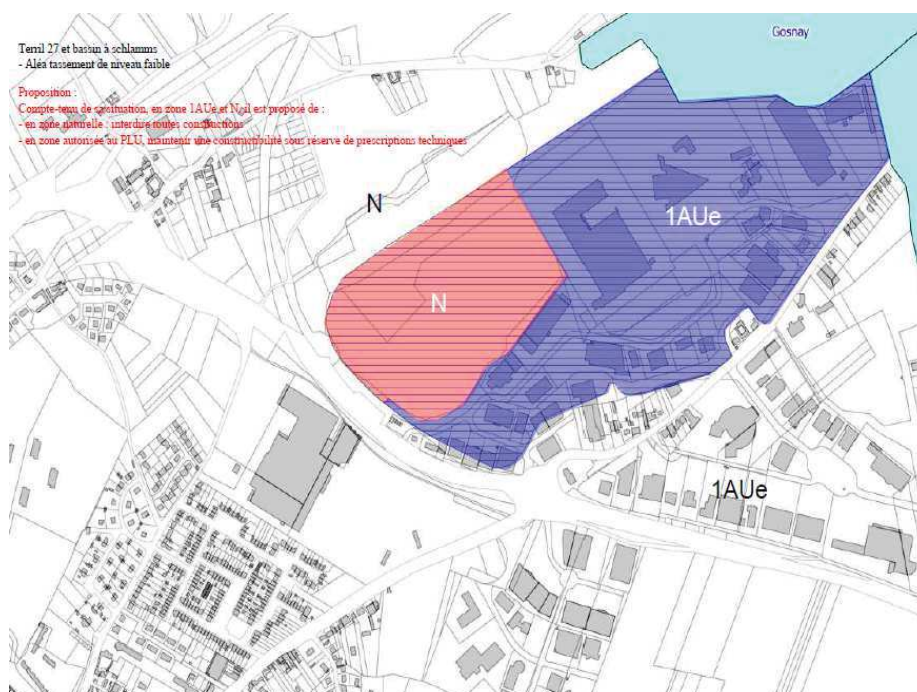 Gosnay
Terril 27 et bassin à schlamms
- Aléa tassement de niveau faible
Proposition :
Compte-tenu de sa situation, en zone 1AUe et N, il est proposé de :
- en zone naturelle : interdire toutes constructions
- en zone autorisée au PLU, maintenir une constructibilité sous réserve de prescriptions techniques
N
1AUe
N
1AUe